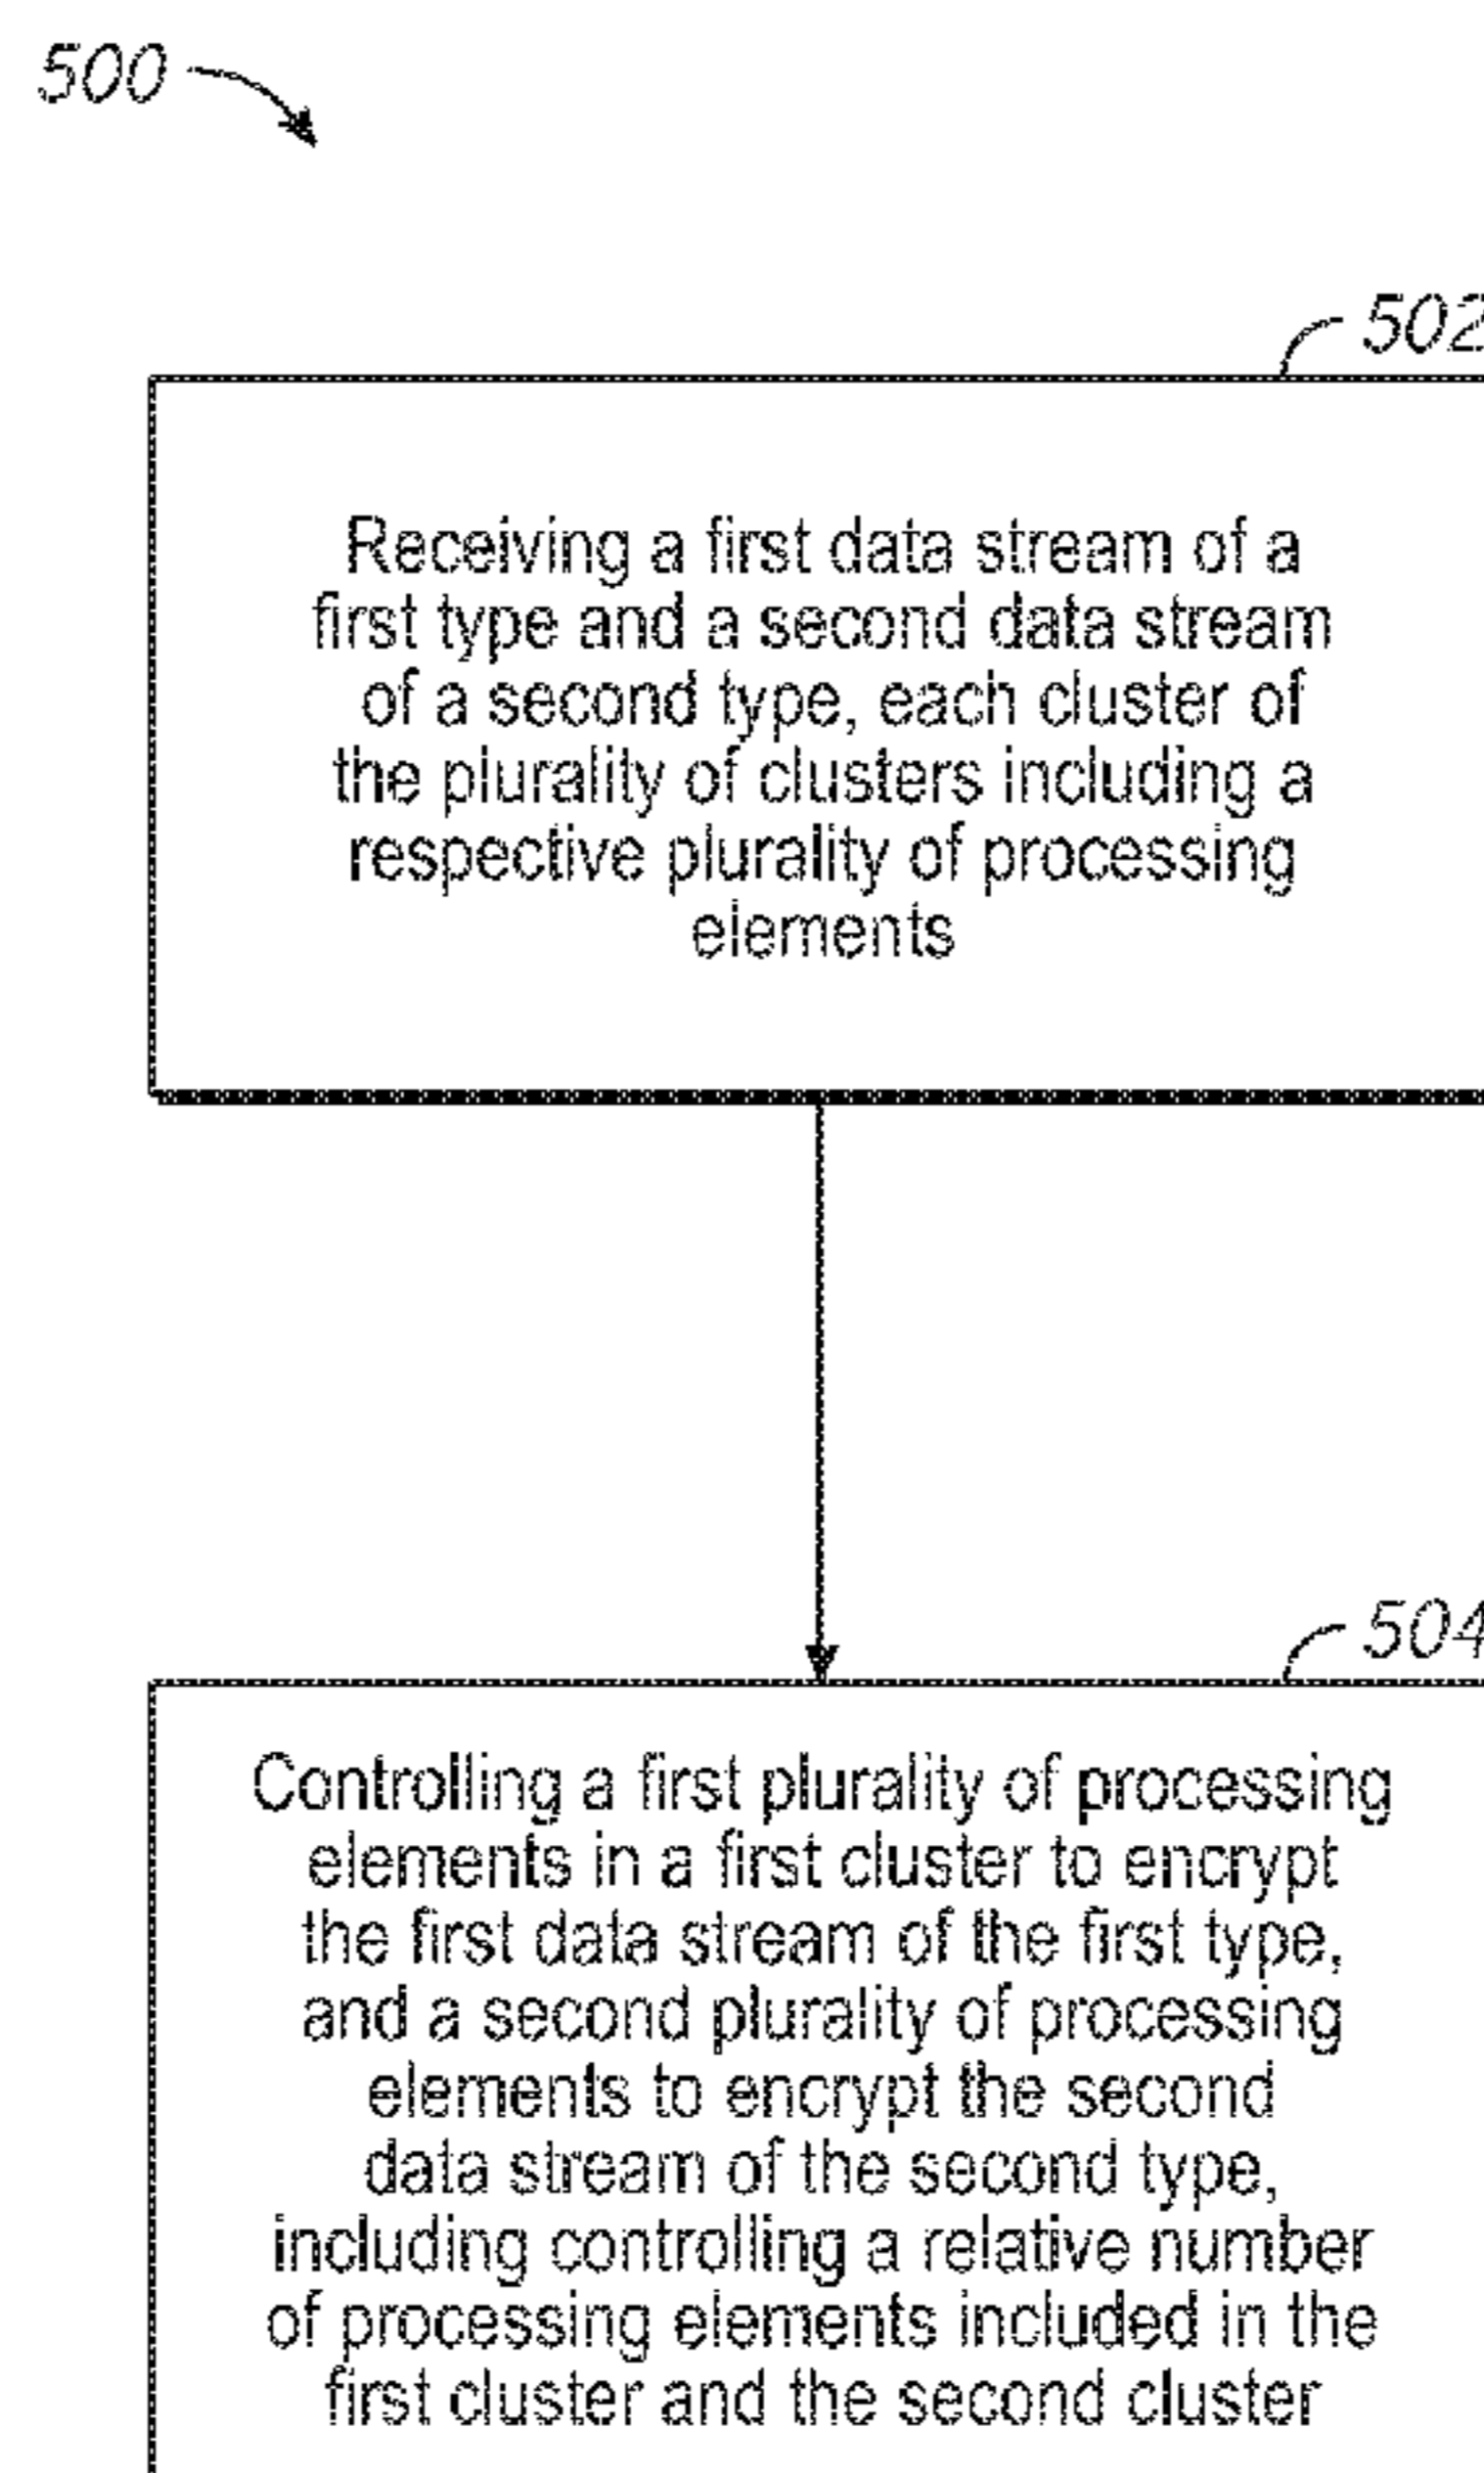 500
502
Receiving a first data stream of a
first type and a second data stream
of a second type, each cluster of
the plurality of clusters including a
respective plurality of processing
elements
504
Controlling a first plurality of processing
elements in a first cluster to encrypt
the first data stream of the first type,
and a second plurality of processing
elements to encrypt the second
data stream of the second type,
including controlling a relative number
of processing elements included in the
first cluster and the second cluster